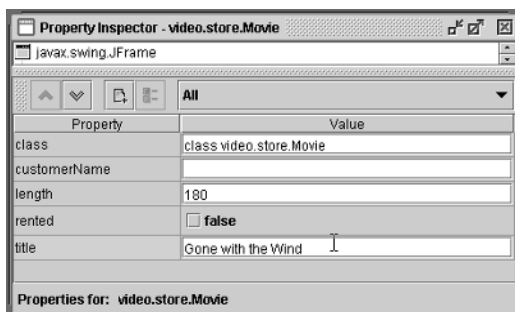 Property Inspector - video.store.Movie
javax.swing.JFrame
All
Property Value
class class video.store.Movie
customerName
length 180
rented false
title Gone with the Wind
Properties for: video.store.Movie